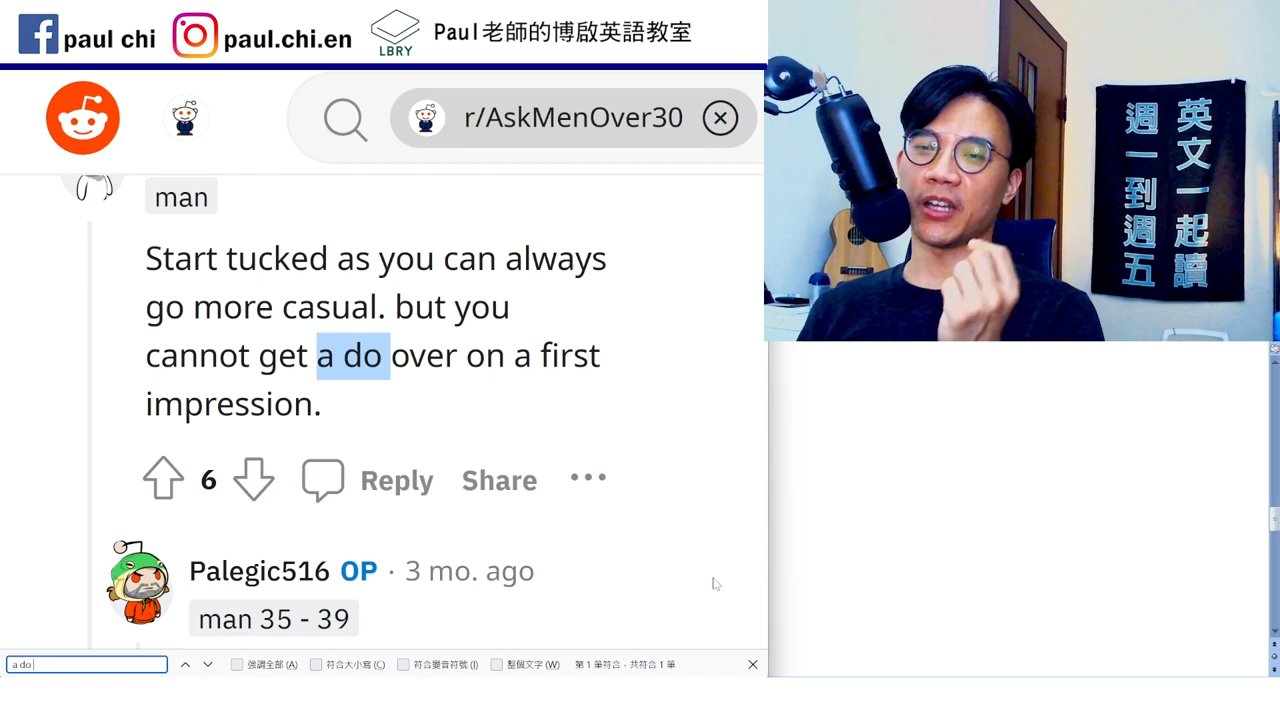 paul chi
paul.chi.en
LBRY
Paul老師的博啟英語教室
r/AskMenOver30
man
Start tucked as you can always
go more casual. but you
cannot get a do over on a first
impression.
6
Reply
Share
Palegic516 OP · 3 mo. ago
man 35 - 39
a do
強調全部 (A)
符合大小寫 (C)
符合變音符號 (I)
整個文字 (W)
第 1 筆符合，共符合 1 筆
英文一起讀
週一到週五